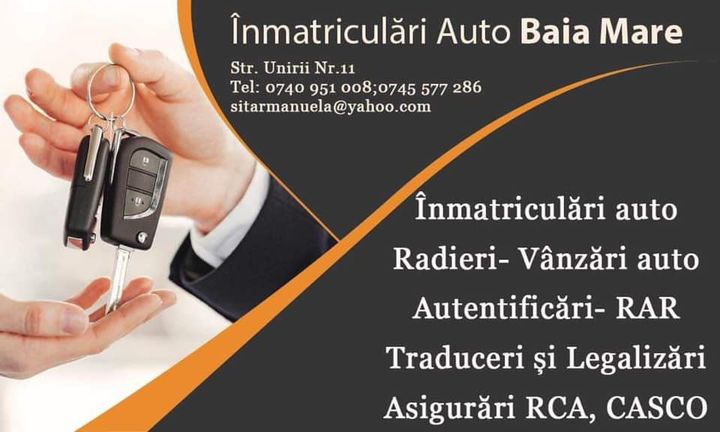 Înmatriculări Auto Baia Mare
Str. Unirii Nr.11
Tel: 0740 951 008;0745 577 286
sitarmanuela@yahoo.com
Înmatriculări auto
Radieri- Vânzări auto
Autentificări- RAR
Traduceri și Legalizări
Asigurări RCA, CASCO